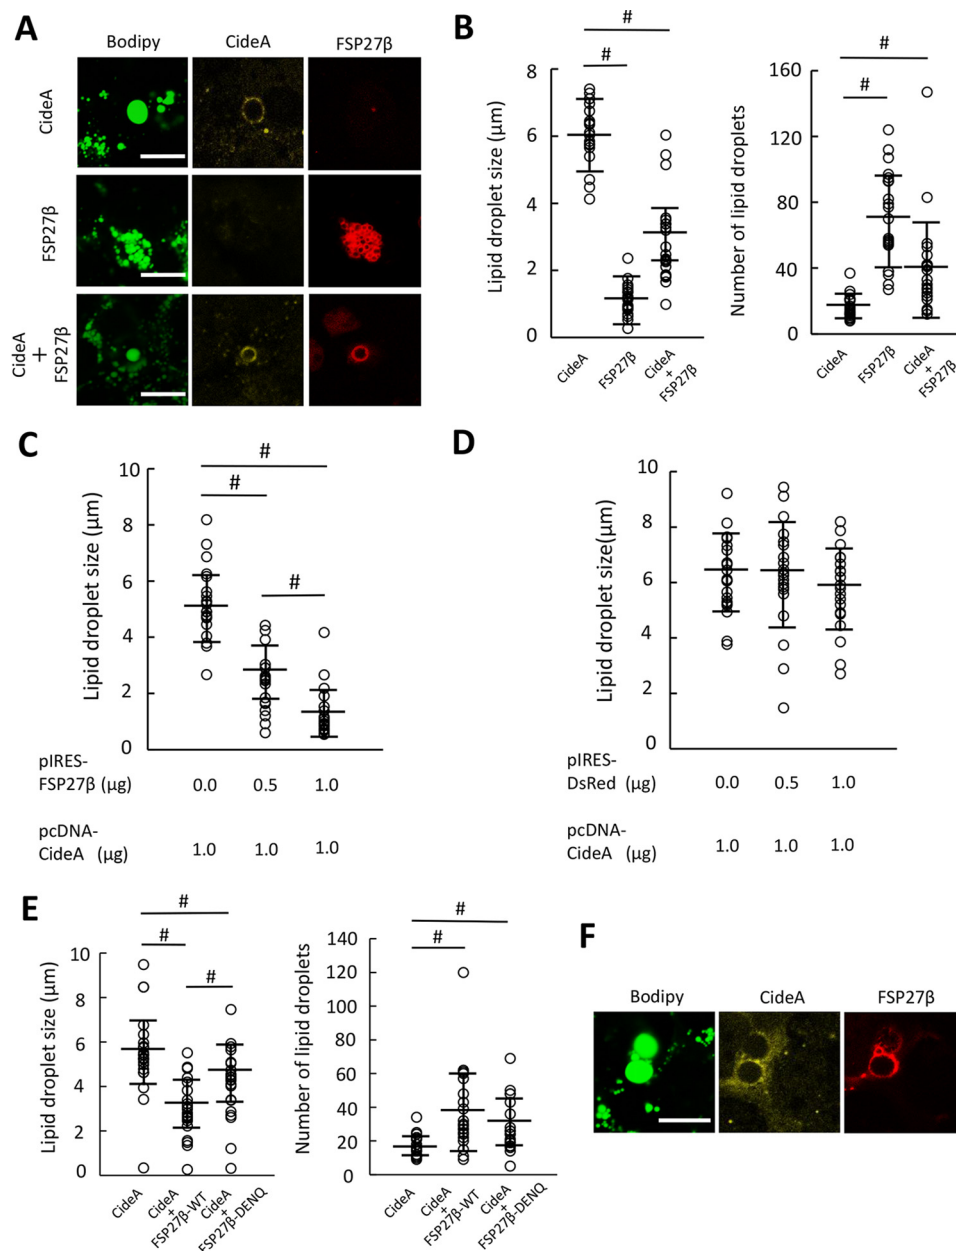 A
Bodipy CideA FSP27β
CideA
FSP27β
CideA
+
FSP27β
B
#
#
8
6
4
2
0
Lipid droplet size (μm)
CideA
FSP27β
CideA
+
FSP27β
#
#
160
120
80
40
0
Number of lipid droplets
CideA
FSP27β
CideA
+
FSP27β
C
#
#
#
10
8
6
4
2
0
Lipid droplet size (μm)
pIRES-
FSP27β (μg) 0.0 0.5 1.0
pcDNA-
CideA (μg) 1.0 1.0 1.0
D
10
8
6
4
2
0
Lipid droplet size(μm)
pIRES-
DsRed (μg) 0.0 0.5 1.0
pcDNA-
CideA (μg) 1.0 1.0 1.0
E
#
#
#
10
8
6
4
2
0
Lipid droplet size (μm)
CideA
CideA
+
FSP27β-WT
CideA
+
FSP27β-DENQ
#
#
140
120
100
80
60
40
20
0
Number of lipid droplets
CideA
CideA
+
FSP27β-WT
CideA
+
FSP27β-DENQ
F
Bodipy CideA FSP27β